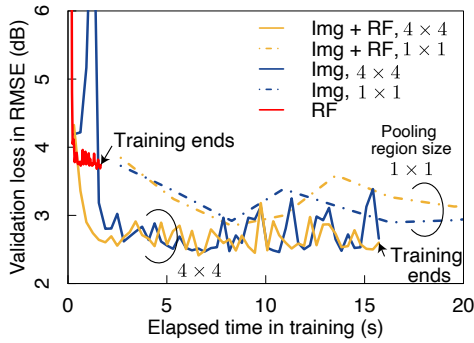 Validation loss in RMSE (dB)
6
5
4
3
2
Img + RF, 4 × 4
Img + RF, 1 × 1
Img, 4 × 4
Img, 1 × 1
RF
Training ends
Pooling
region size
1 × 1
4 × 4
Training
ends
0 5 10 15 20
Elapsed time in training (s)